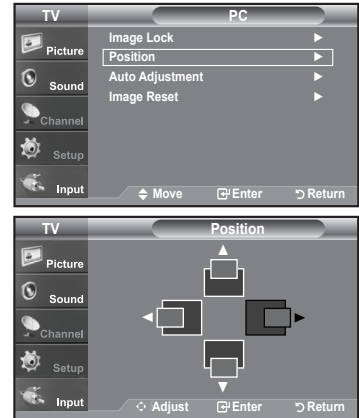 TV PC
Picture
Sound
Channel
Setup
Input
Image Lock
Position
Auto Adjustment
Image Reset
Move Enter Return
TV Position
Picture
Sound
Channel
Setup
Input
Adjust Enter Return